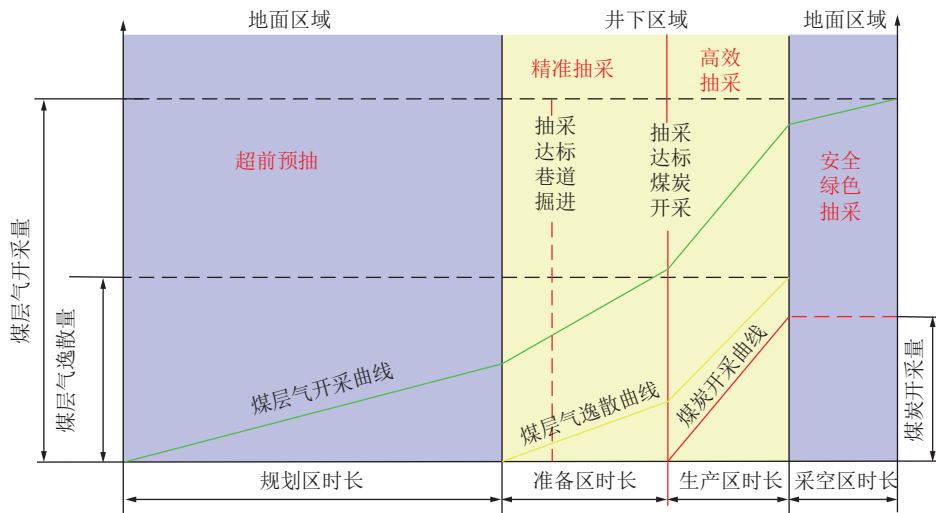 地面区域
井下区域
地面区域
精准抽采
高效
抽采
超前预抽
抽采
达标
巷道
掘进
抽采
达标
煤炭
开采
安全
绿色
抽采
煤层气开采量
煤层气逸散量
煤层气开采曲线
煤层气逸散曲线
煤炭开采曲线
煤炭开采量
规划区时长
准备区时长
生产区时长
采空区时长